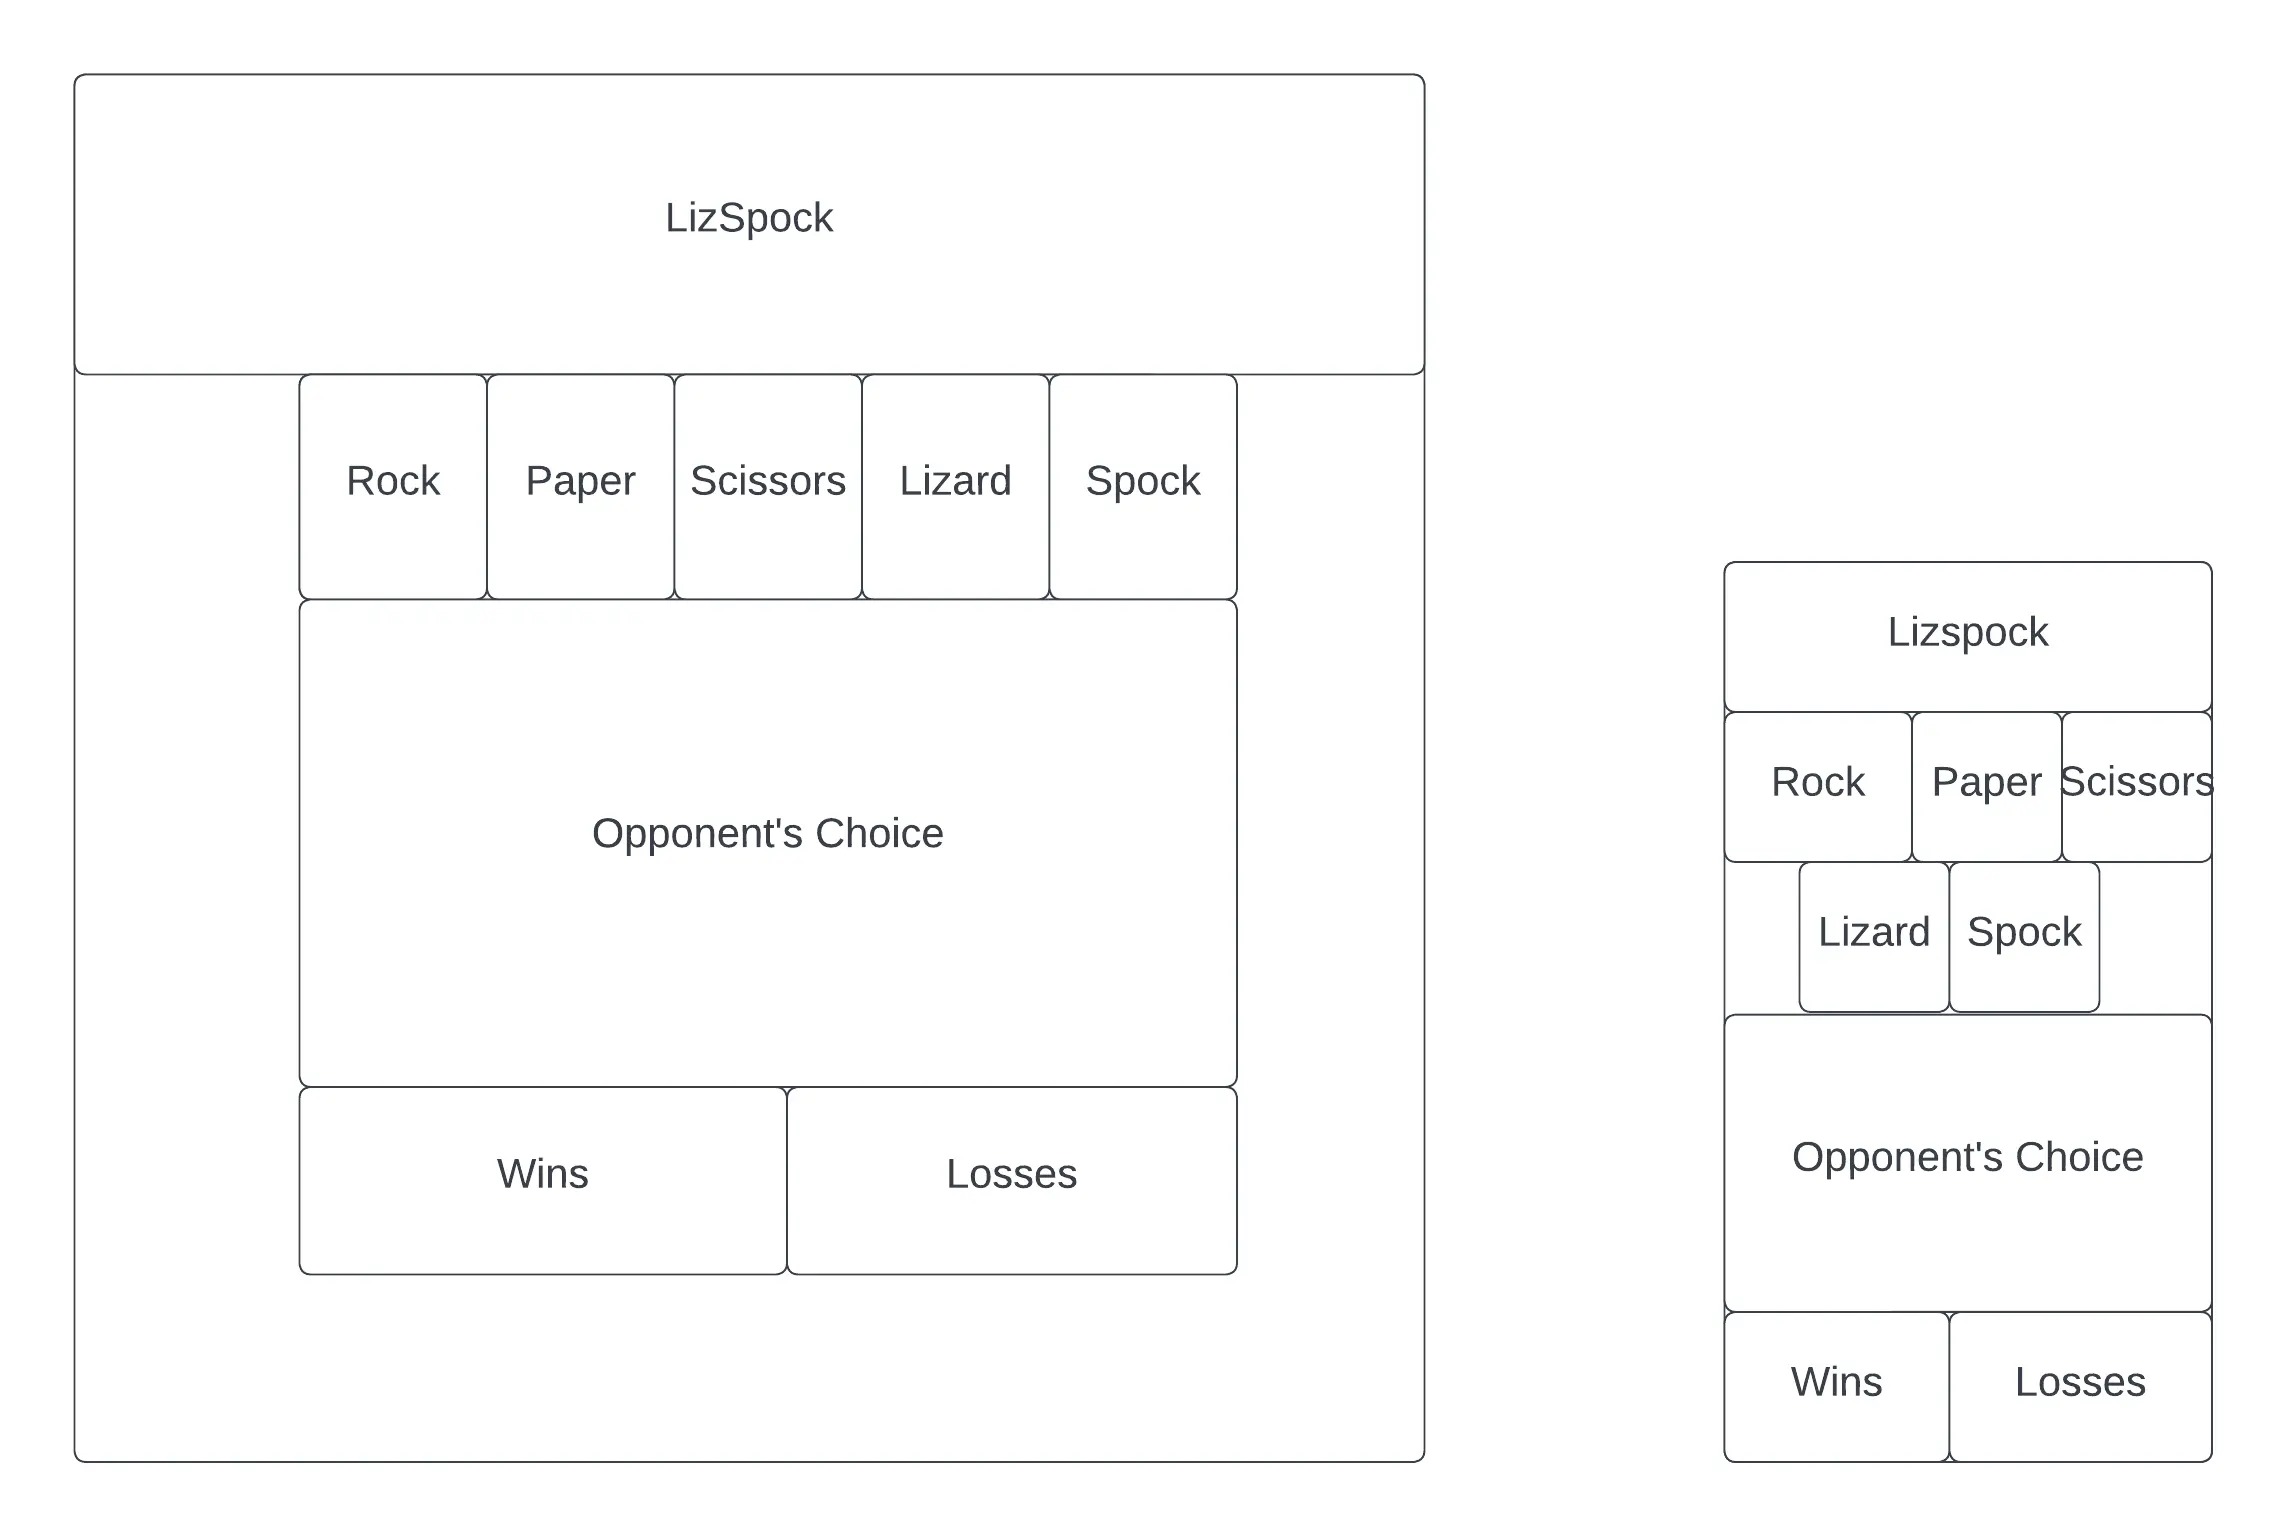 LizSpock
Rock
Paper
Scissors
Lizard
Spock
Opponent's Choice
Wins
Losses
Lizspock
Rock
Paper
Scissors
Lizard
Spock
Opponent's Choice
Wins
Losses